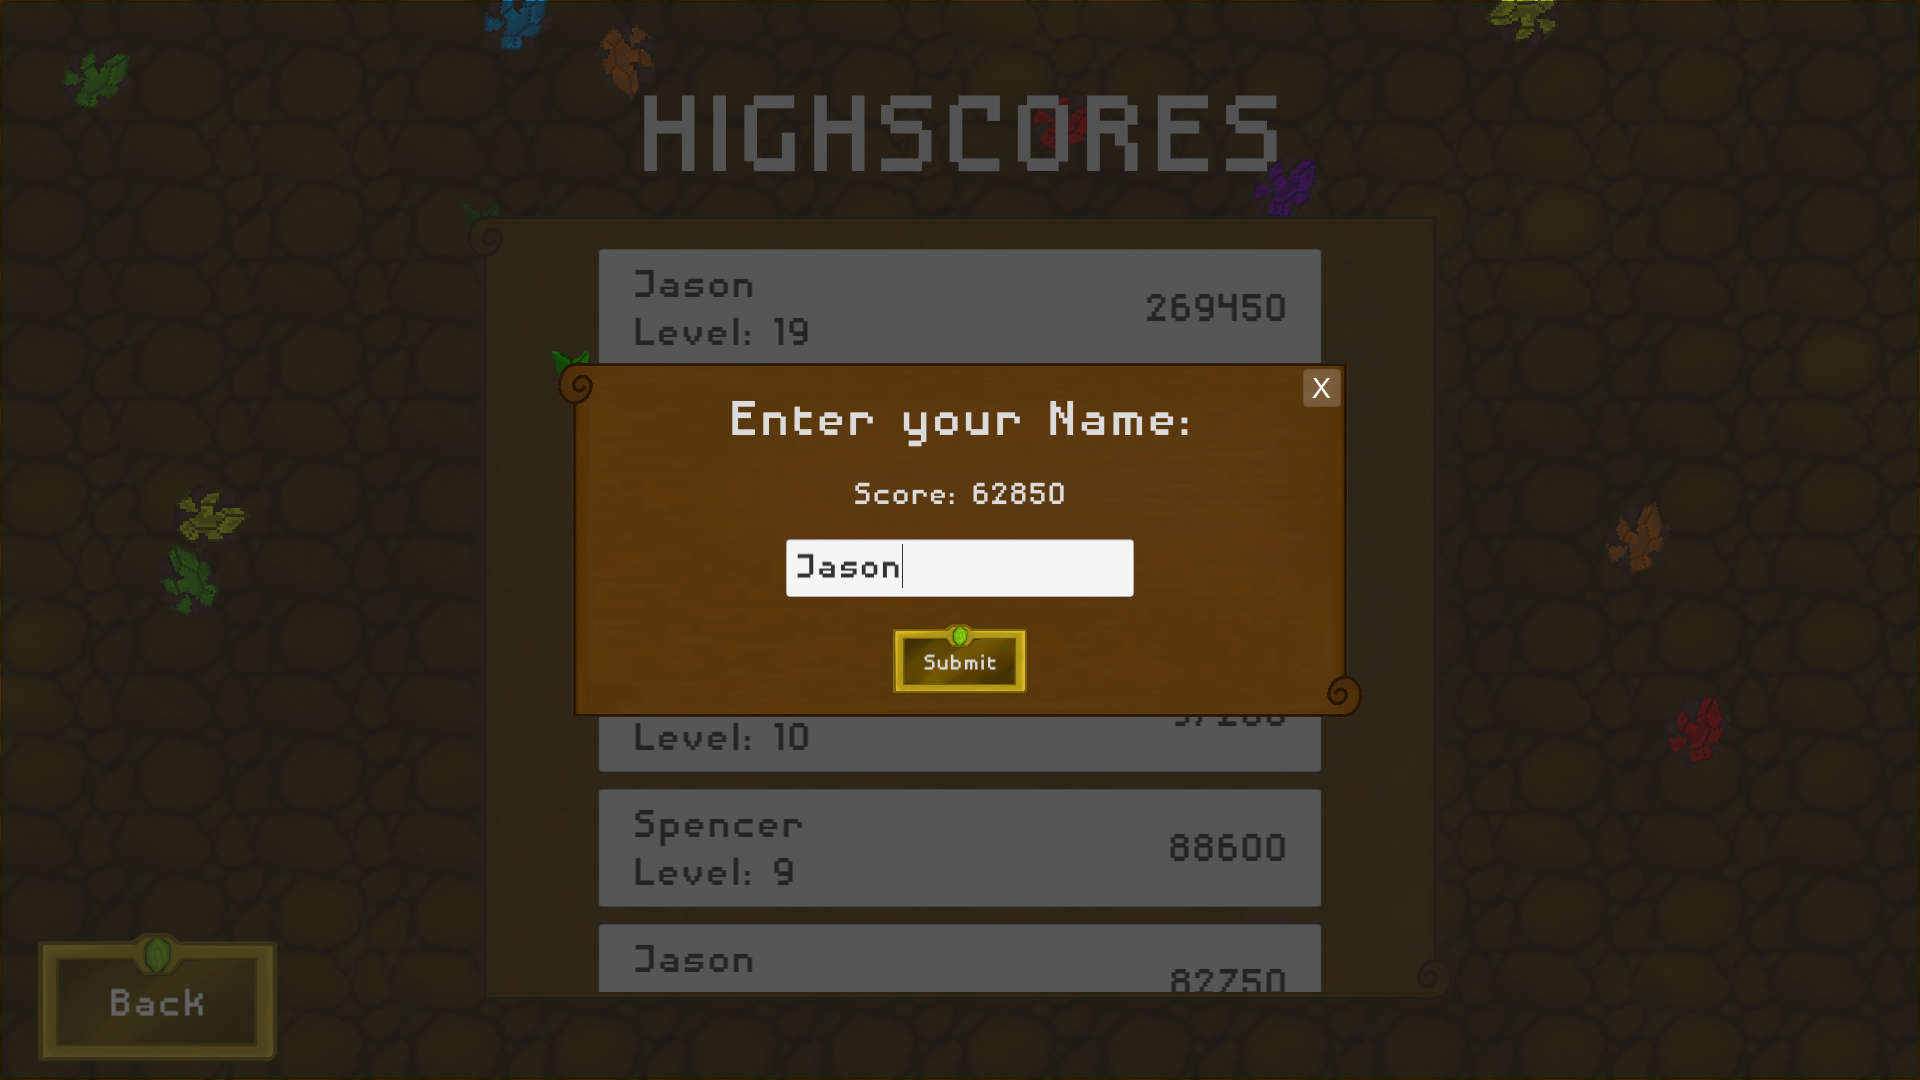 HIGHSCORES
Jason
269450
Level: 19
X
Enter your Name:
Score: 62850
Jason
Submit
Level: 10
Spencer
88600
Level: 9
Jason
82750
Back